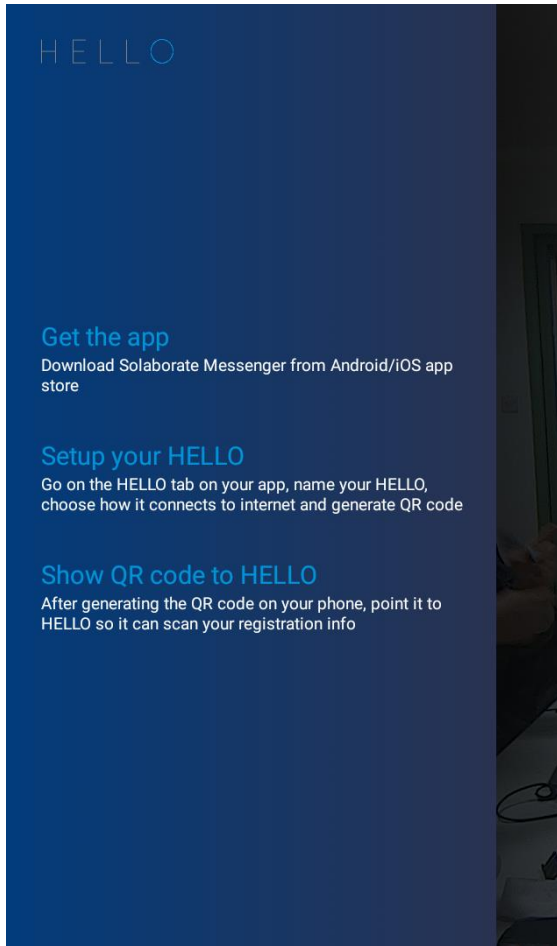 HELLO
Get the app
Download Solaborate Messenger from Android/iOS app
store
Setup your HELLO
Go on the HELLO tab on your app, name your HELLO,
choose how it connects to internet and generate QR code
Show QR code to HELLO
After generating the QR code on your phone, point it to
HELLO so it can scan your registration info